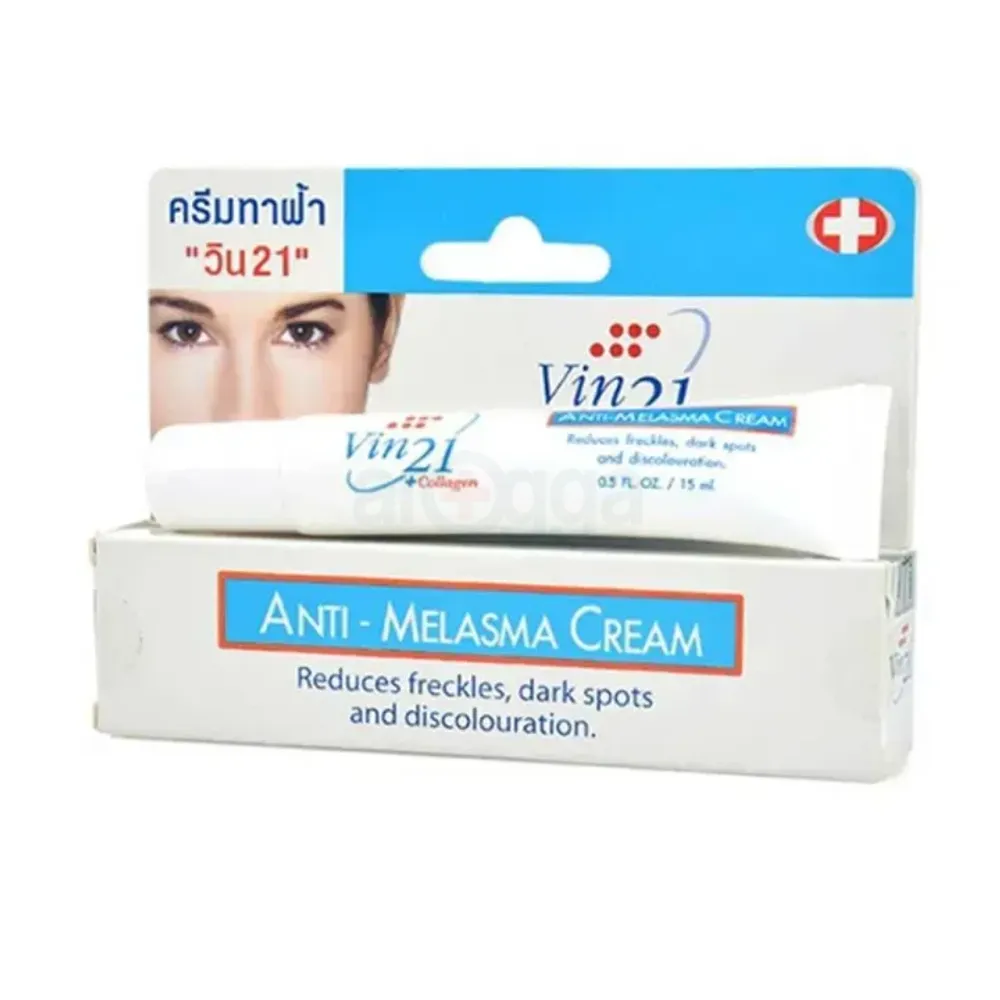 ครีมทาฝ้า
"วิน21"
Vin21
ANTI-MELASMA CREAM
Reduces freckles, dark spots
and discolouration.
0.5 FL. OZ. / 15 ml.
Vin21
+Collagen
arogga
ANTI - MELASMA CREAM
Reduces freckles, dark spots
and discolouration.